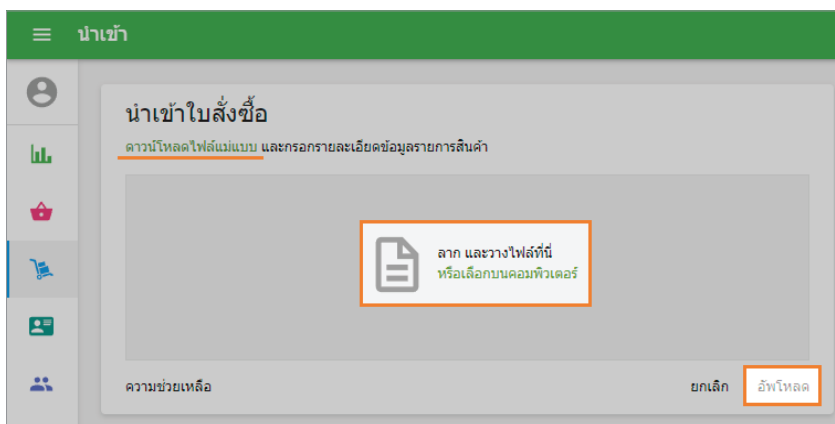 นำเข้า
นำเข้าใบสั่งซื้อ
ดาวน์โหลดไฟล์แม่แบบ และกรอกรายละเอียดข้อมูลรายการสินค้า
ลาก และวางไฟล์ที่นี่
หรือเลือกบนคอมพิวเตอร์
ความช่วยเหลือ ยกเลิก อัพโหลด